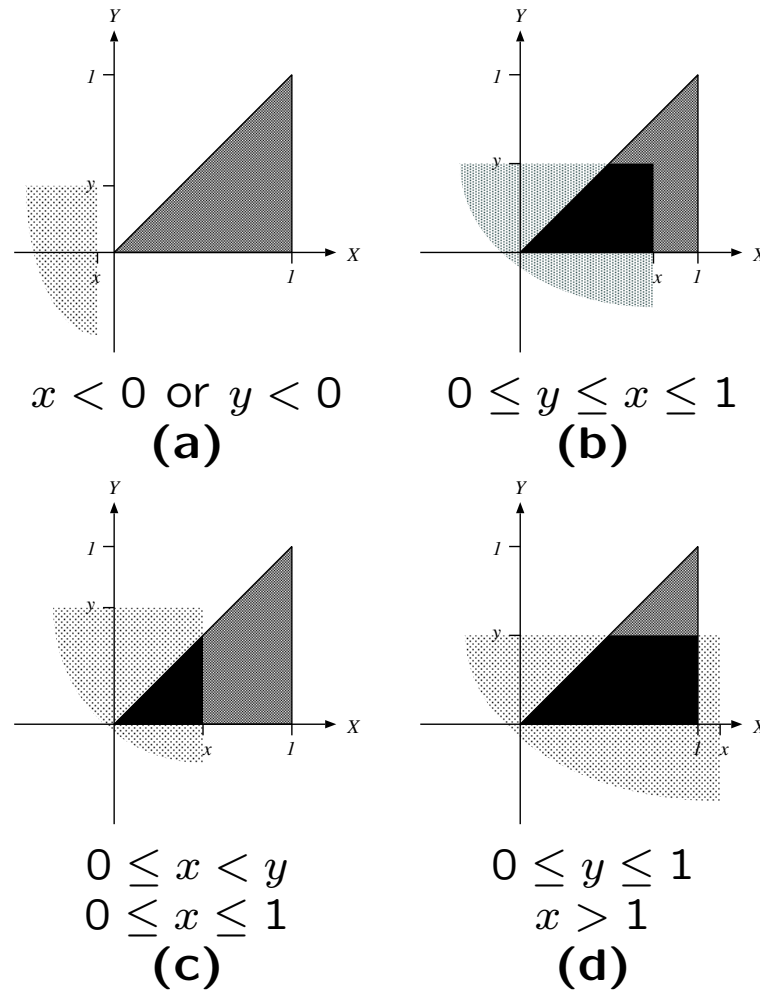 Y
1
y
x
1
X
x < 0 or y < 0
(a)
Y
1
y
x
1
X
0 ≤ y ≤ x ≤ 1
(b)
Y
1
y
x
1
X
0 ≤ x < y
0 ≤ x ≤ 1
(c)
Y
1
y
1
x
X
0 ≤ y ≤ 1
x > 1
(d)